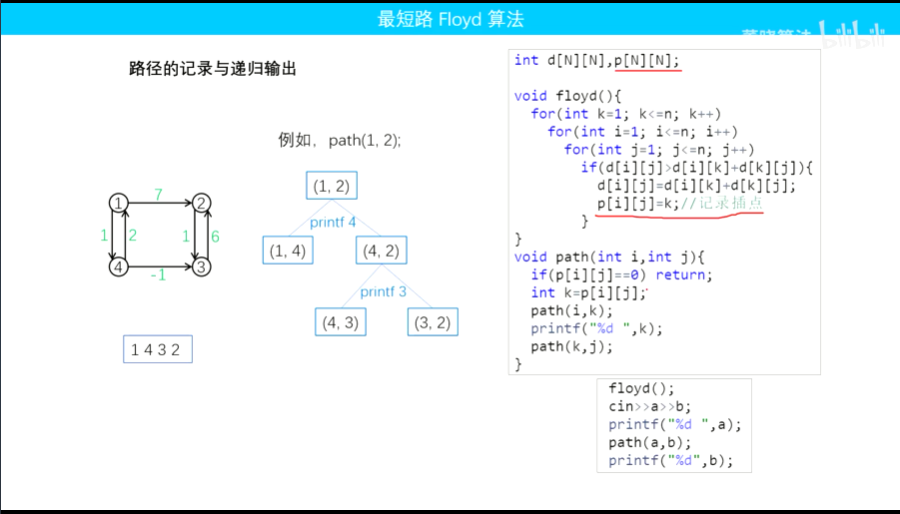 最短路 Floyd 算法
bilibili
路径的记录与递归输出
例如，path(1, 2);
(1, 2)
printf 4
(1, 4)
(4, 2)
printf 3
(4, 3)
(3, 2)
1
7
2
1
2
1
6
4
-1
3
1 4 3 2
int d[N][N],p[N][N];
void floyd(){
for(int k=1; k<=n; k++)
for(int i=1; i<=n; i++)
for(int j=1; j<=n; j++)
if(d[i][j]>d[i][k]+d[k][j]){
d[i][j]=d[i][k]+d[k][j];
p[i][j]=k;//记录插点
}
}
void path(int i,int j){
if(p[i][j]==0) return;
int k=p[i][j];
path(i,k);
printf("%d ",k);
path(k,j);
}
floyd();
cin>>a>>b;
printf("%d ",a);
path(a,b);
printf("%d",b);